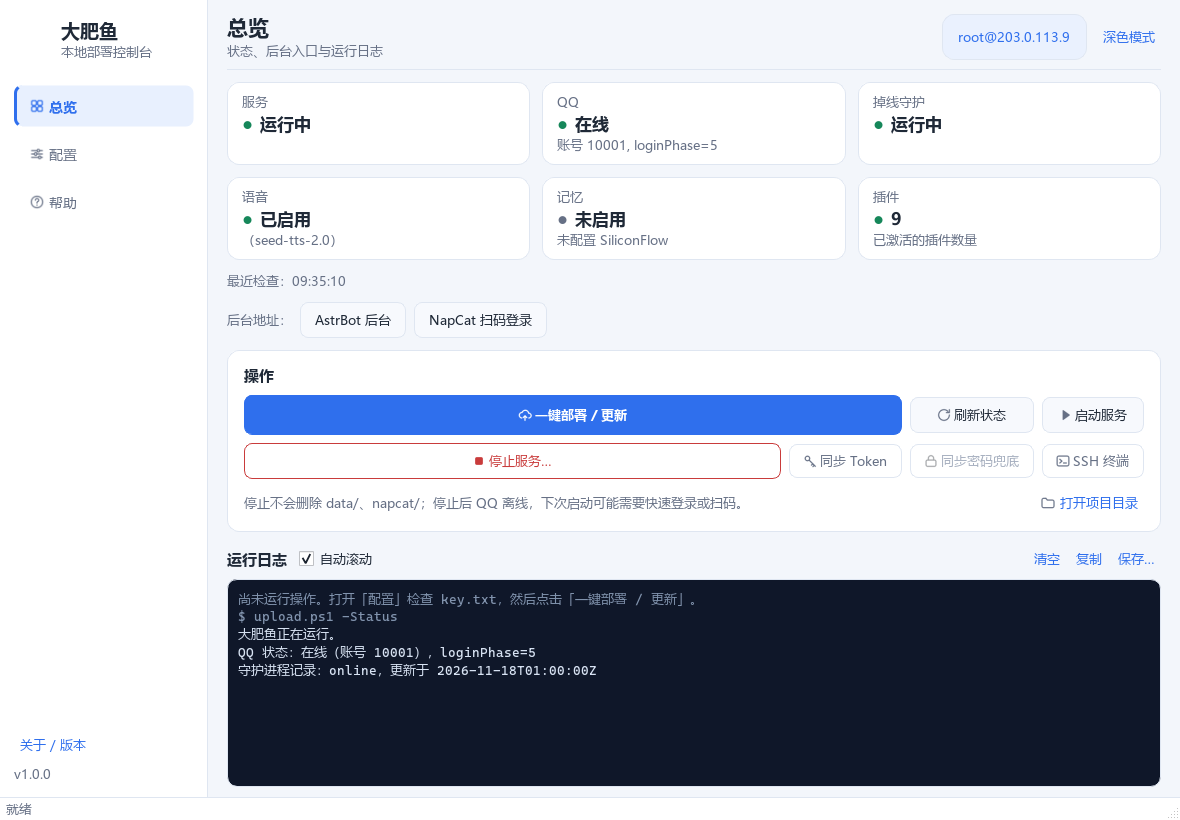 大肥鱼
本地部署控制台
总览
配置
帮助
关于 / 版本
v1.0.0
总览
状态、后台入口与运行日志
root@203.0.113.9
深色模式
服务
运行中
QQ
在线
账号 10001, loginPhase=5
掉线守护
运行中
语音
已启用
（seed-tts-2.0）
记忆
未启用
未配置 SiliconFlow
插件
9
已激活的插件数量
最近检查：09:35:10
后台地址：
AstrBot 后台
NapCat 扫码登录
操作
一键部署 / 更新
刷新状态
启动服务
停止服务…
同步 Token
同步密码兜底
SSH 终端
停止不会删除 data/、napcat/；停止后 QQ 离线，下次启动可能需要快速登录或扫码。
打开项目目录
运行日志
自动滚动
清空
复制
保存…
尚未运行操作。打开「配置」检查 key.txt，然后点击「一键部署 / 更新」。
$ upload.ps1 -Status
大肥鱼正在运行。
QQ 状态：在线（账号 10001），loginPhase=5
守护进程记录：online，更新于 2026-11-18T01:00:00Z
就绪